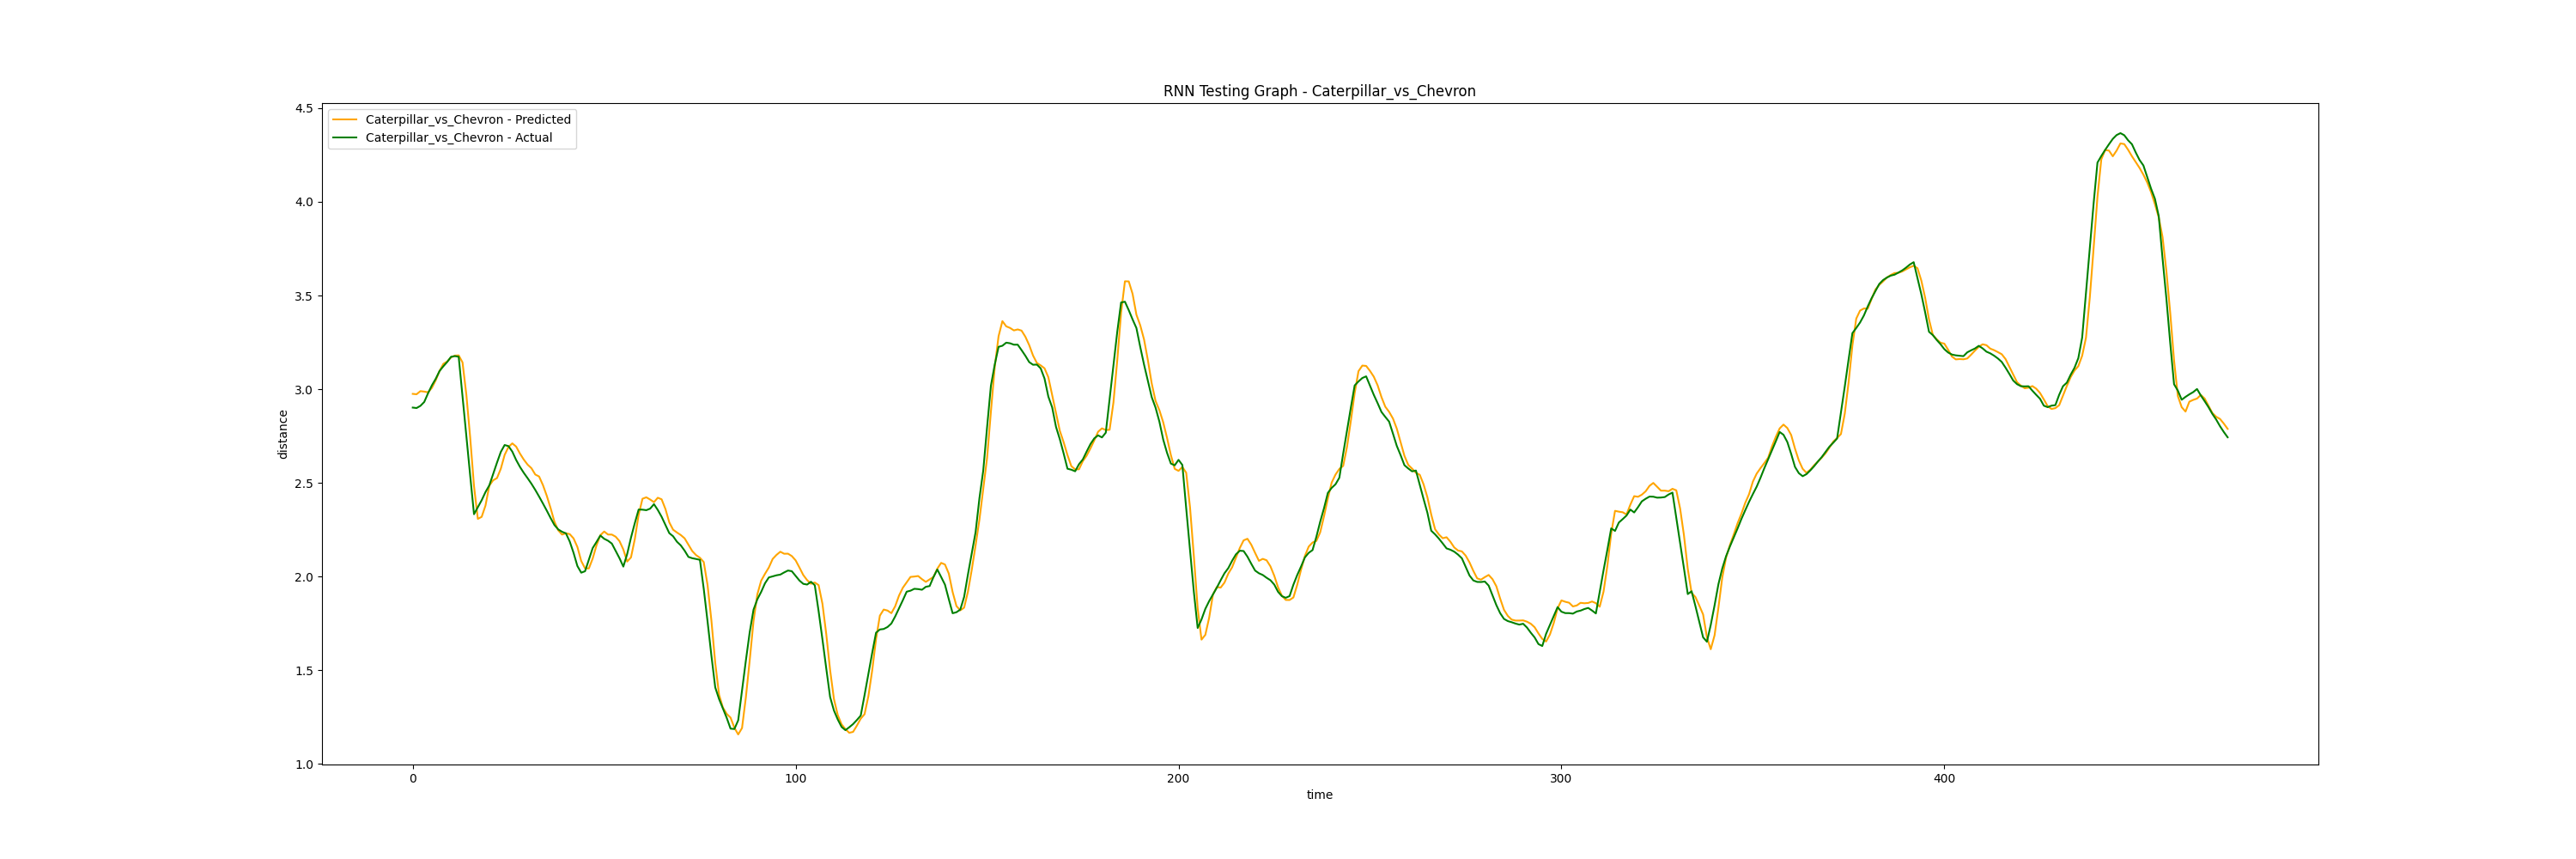 RNN Testing Graph - Caterpillar_vs_Chevron
Caterpillar_vs_Chevron - Predicted
Caterpillar_vs_Chevron - Actual
4.5
4.0
3.5
3.0
2.5
2.0
1.5
1.0
distance
0 100 200 300 400
time